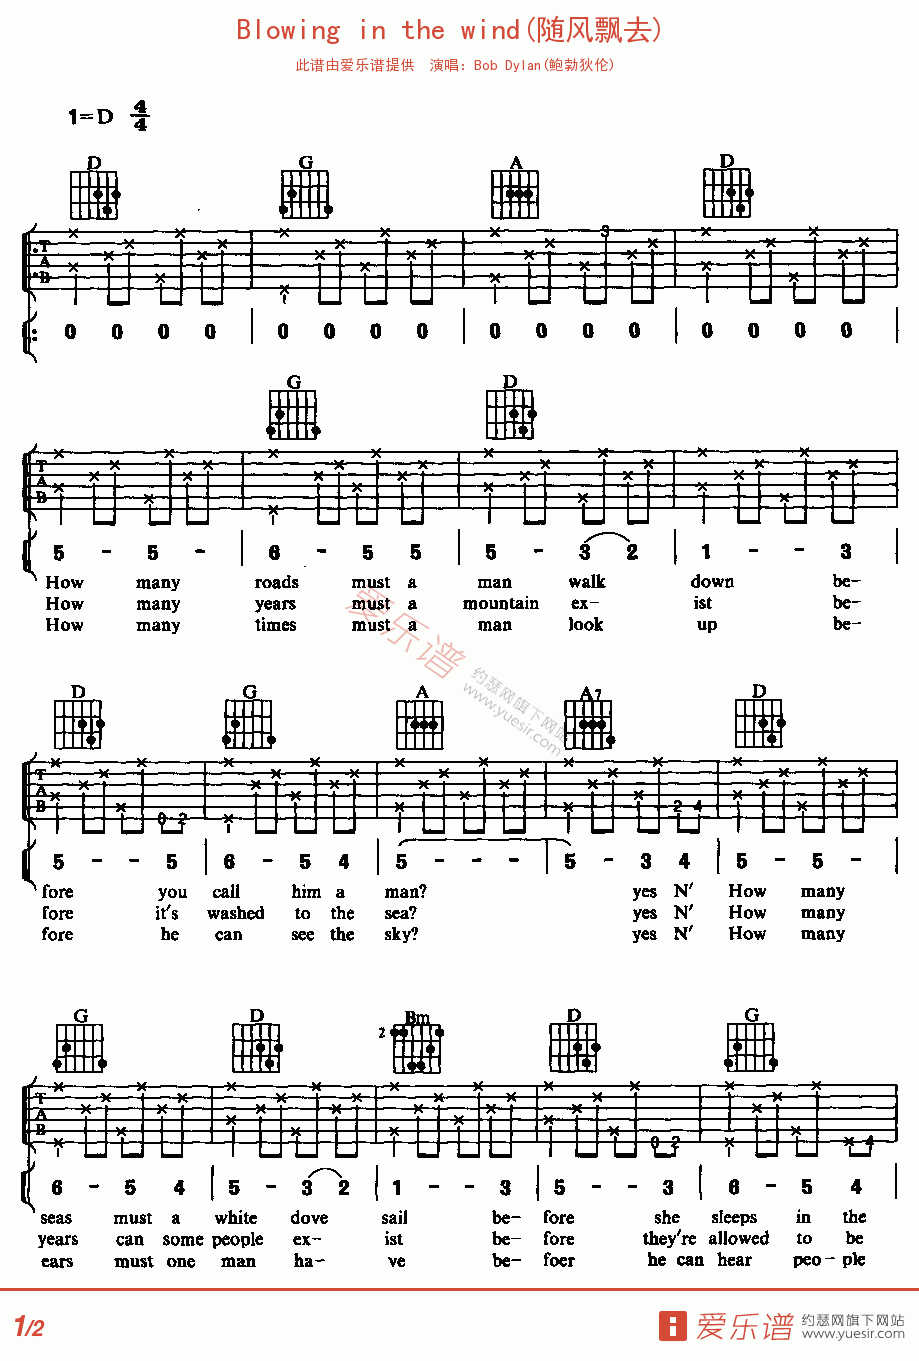 Blowing in the wind(随风飘去)
此谱由爱乐谱提供 演唱：Bob Dylan(鲍勃狄伦)
1=D 4/4
D G A D
T A B
3
0 0 0 0 | 0 0 0 0 | 0 0 0 0 | 0 0 0 0
G D
T A B
5 - 5 - | 6 - 5 5 | 5 - 3 2 | 1 - - 3
How many roads must a man walk down be-
How many years must a mountain ex- ist be-
How many times must a man look up be-
爱乐谱
约瑟网旗下网站
www.yuesir.com
D G A A7 D
T A B
0 2 2 4
5 - - 5 | 6 - 5 4 | 5 - - - | 5 - 3 4 | 5 - 5 -
fore you call him a man? yes N' How many
fore it's washed to the sea? yes N' How many
fore he can see the sky? yes N' How many
G D Bm D G
2
T A B
0 2 4
6 - 5 4 | 5 - 3 2 | 1 - - 3 | 5 - - 3 | 6 - 5 4
seas must a white dove sail be- fore she sleeps in the
years can some people ex- ist be- fore they're allowed to be
ears must one man ha- ve be- foer he can hear peo- ple
1/2
爱乐谱
约瑟网旗下网站
www.yuesir.com